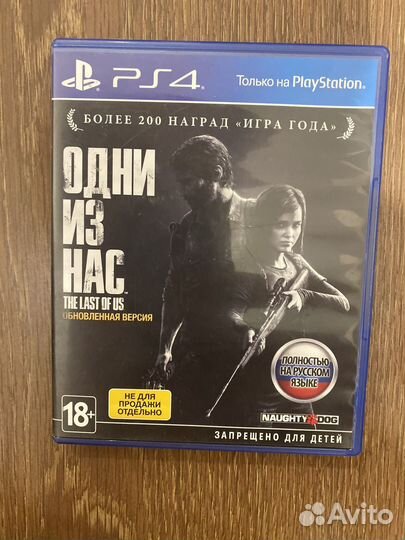 PS4
Только на PlayStation
БОЛЕЕ 200 НАГРАД «ИГРА ГОДА»
ОДНИ
ИЗ
НАС
THE LAST OF US
ОБНОВЛЕННАЯ ВЕРСИЯ
ПОЛНОСТЬЮ
НА РУССКОМ
ЯЗЫКЕ
НЕ ДЛЯ
ПРОДАЖИ
ОТДЕЛЬНО
18+
NAUGHTY DOG
ЗАПРЕЩЕНО ДЛЯ ДЕТЕЙ
Avito